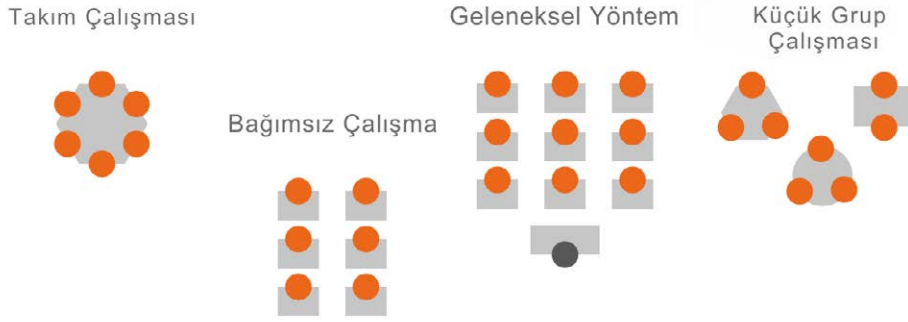 Takım Çalışması
Bağımsız Çalışma
Geleneksel Yöntem
Küçük Grup
Çalışması